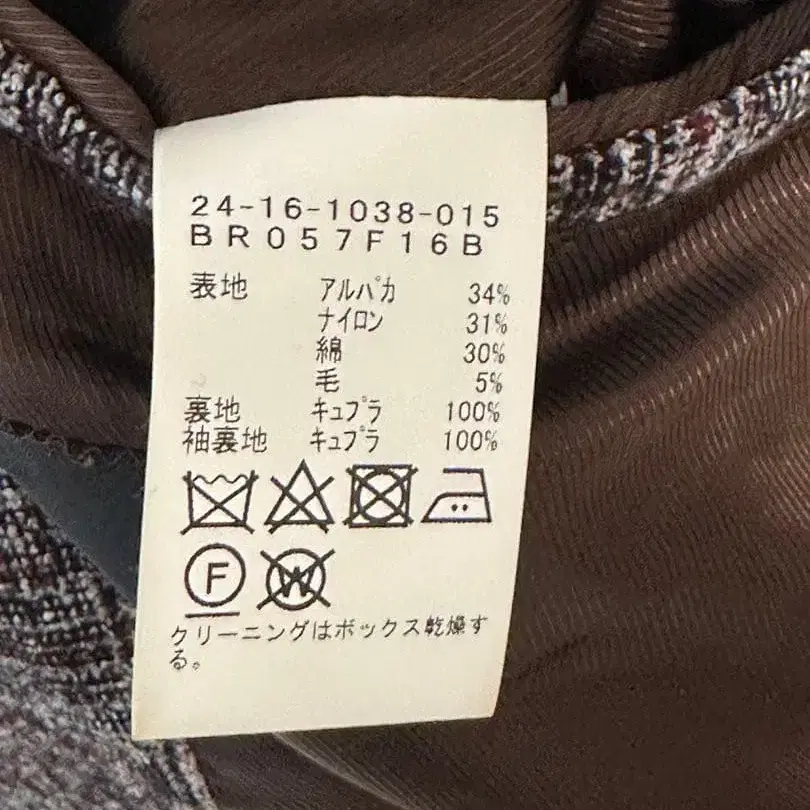 24-16-1038-015
BR057F16B
表地 アルパカ 34%
ナイロン 31%
綿 30%
毛 5%
裏地 キュプラ 100%
袖裏地 キュプラ 100%
F W
クリーニングはボックス乾燥す
る。